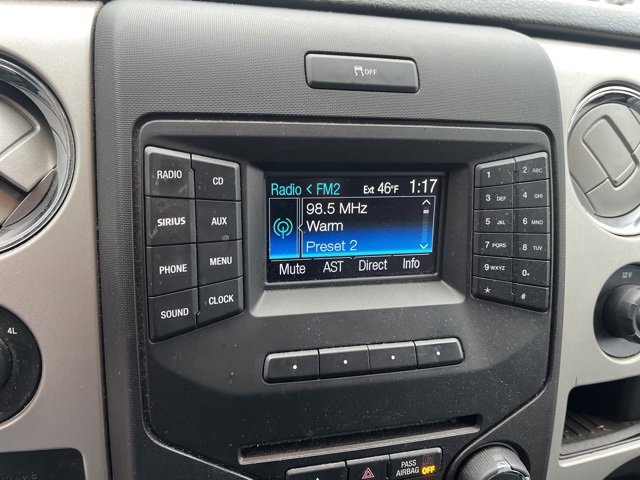 OFF
RADIO CD
SIRIUS AUX
PHONE MENU
SOUND CLOCK
Radio < FM2 Ext 46°F 1:17
98.5 MHz
Warm
Preset 2
Mute AST Direct Info
1 2 ABC
3 DEF 4 GHI
5 JKL 6 MNO
7 PQRS 8 TUV
9 WXYZ 0
* #
4L
12V
PASS
AIRBAG
ON
OFF